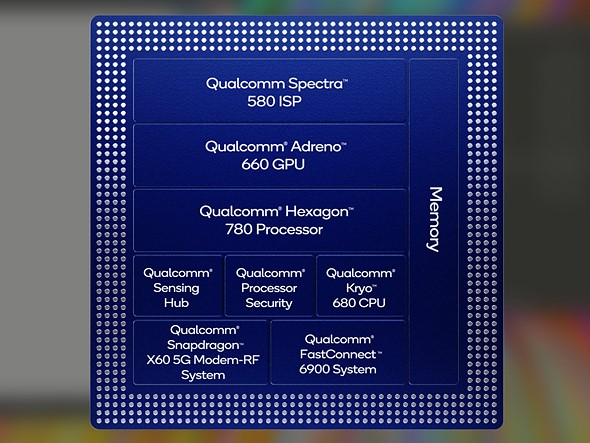 Qualcomm Spectra™
580 ISP
Qualcomm® Adreno™
660 GPU
Qualcomm® Hexagon™
780 Processor
Qualcomm®
Sensing
Hub
Qualcomm®
Processor
Security
Qualcomm®
Kryo™
680 CPU
Qualcomm®
Snapdragon™
X60 5G Modem-RF
System
Qualcomm®
FastConnect™
6900 System
Memory